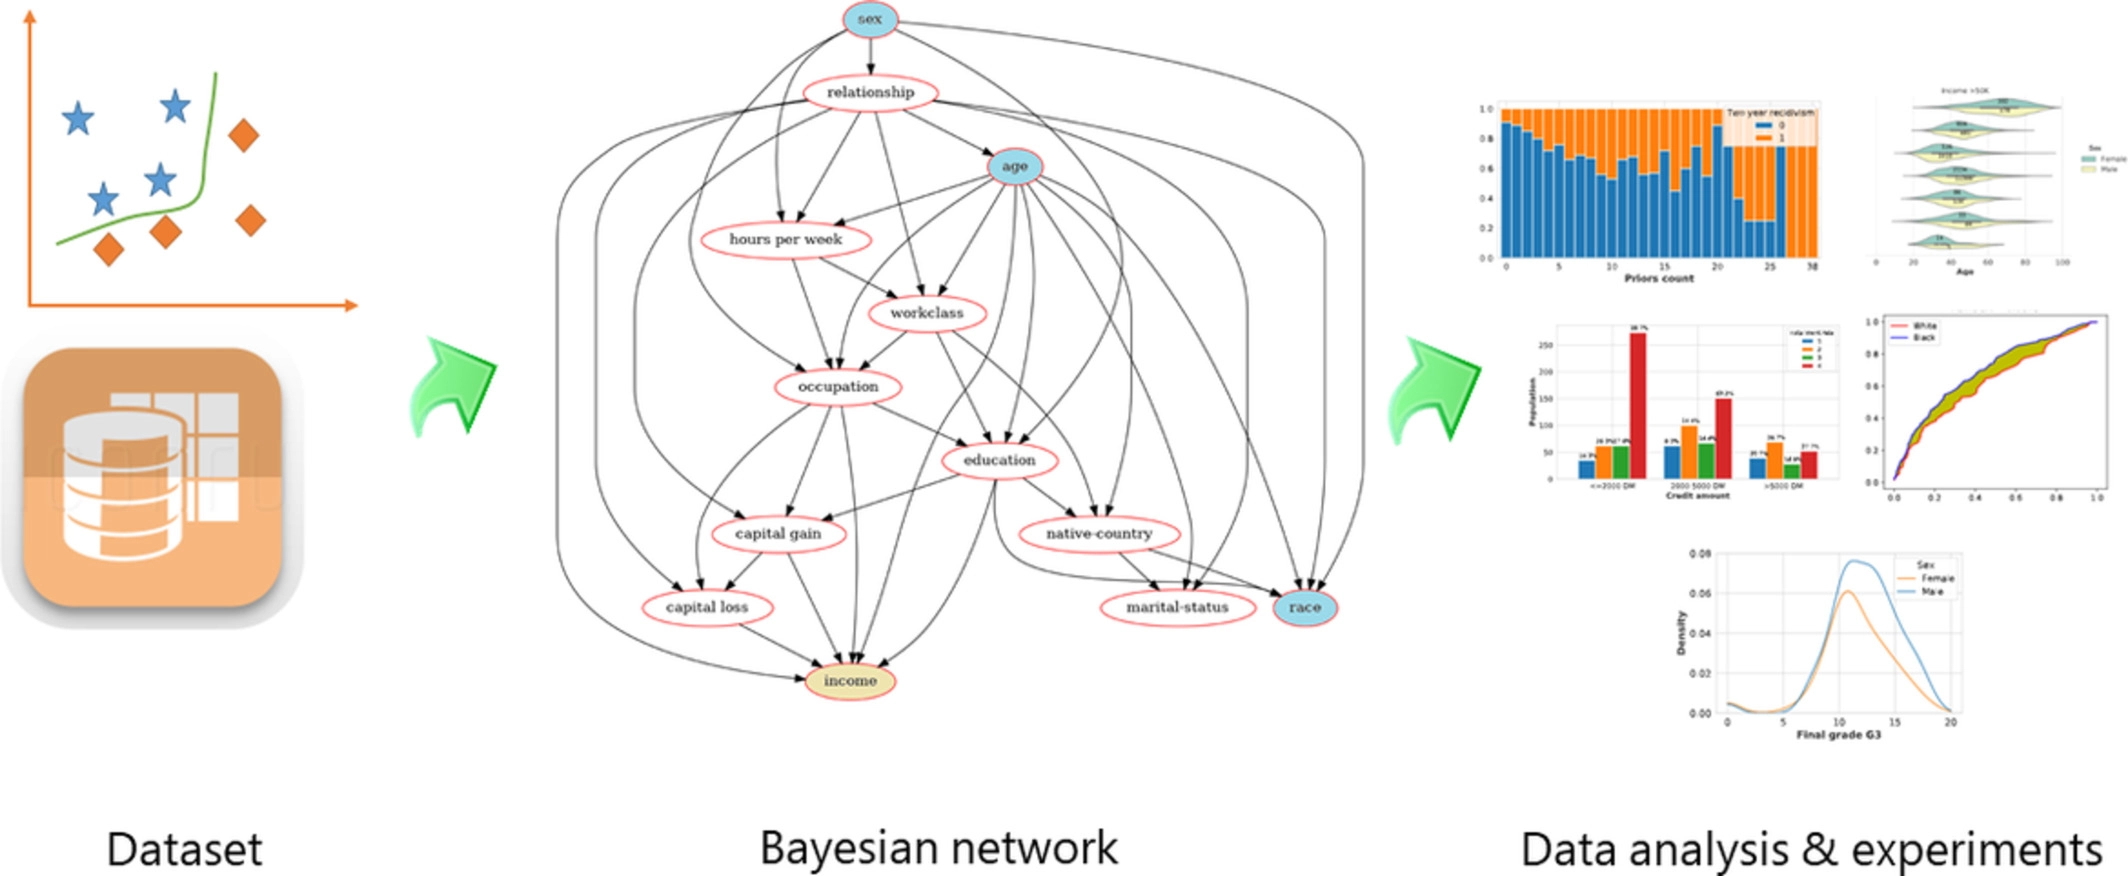 sex
relationship
age
hours per week
workclass
occupation
education
capital gain
native-country
capital loss
marital-status
race
income
1.0
0.8
0.6
0.4
0.2
0.0
Two year recidivism
0
1
0 5 10 15 20 25 38
Priors count
Income >50K
Sex
Female
Male
0 20 40 60 80 100
Age
Population
250
200
150
100
50
0
1
2
3
4
<=2000 DM 2000-5000 DM >5000 DM
Credit amount
White
Black
1.0
0.8
0.6
0.4
0.2
0.0
0.0 0.2 0.4 0.6 0.8 1.0
Density
0.08
0.06
0.04
0.02
0.00
Sex
Female
Male
0 5 10 15 20
Final grade G3
Dataset
Bayesian network
Data analysis & experiments